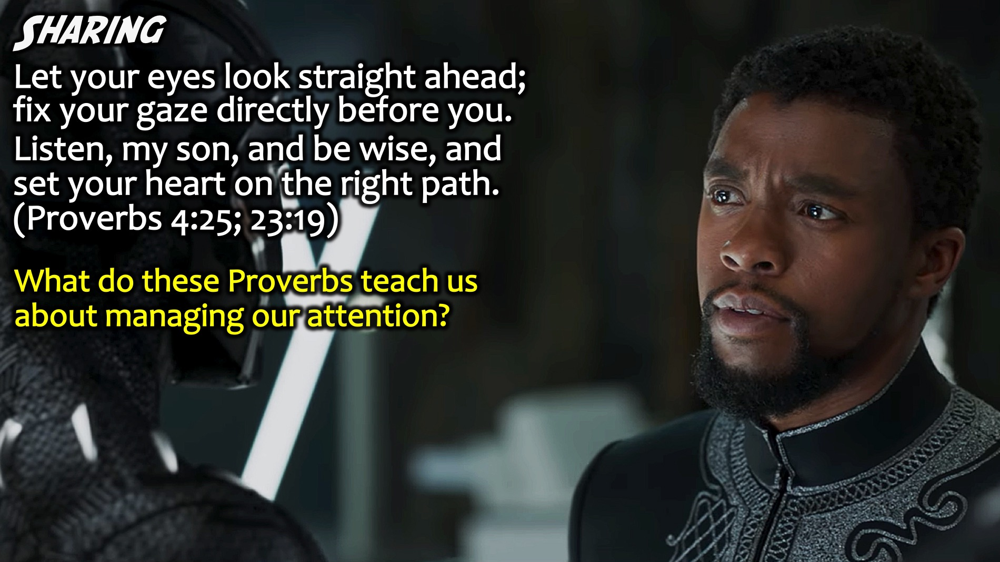 SHARING
Let your eyes look straight ahead;
fix your gaze directly before you.
Listen, my son, and be wise, and
set your heart on the right path.
(Proverbs 4:25; 23:19)
What do these Proverbs teach us
about managing our attention?